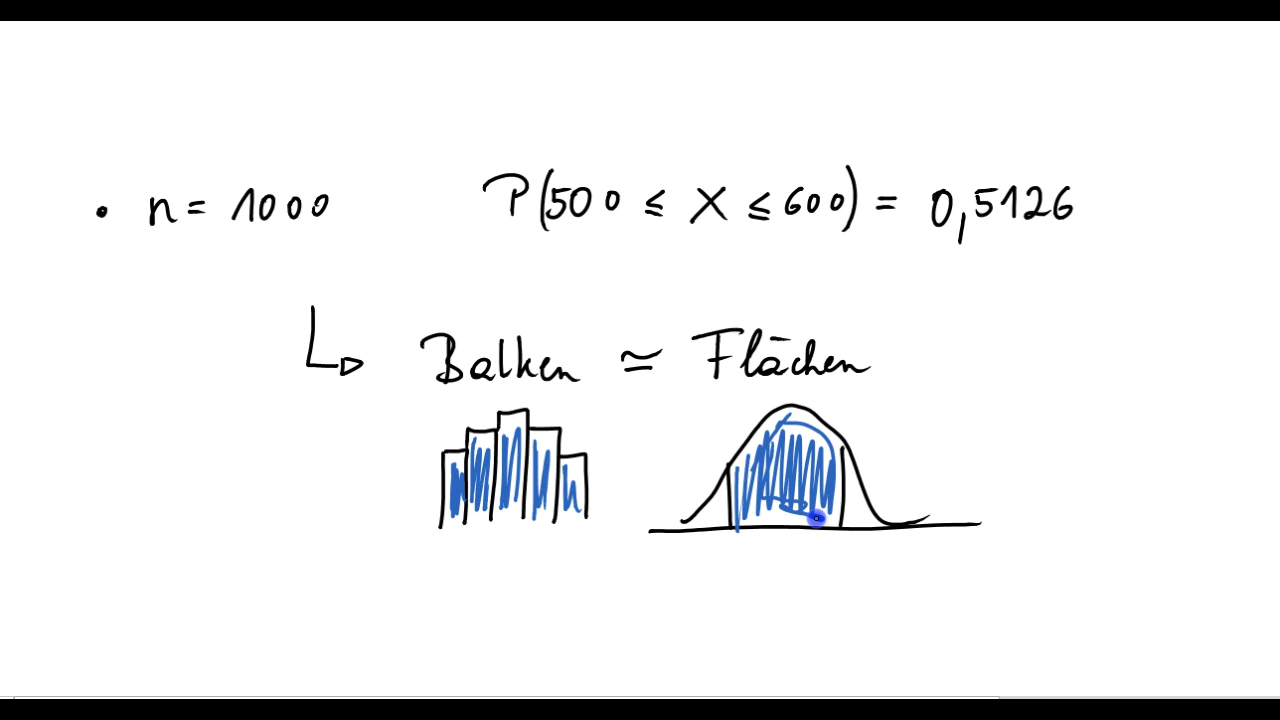 • n = 1000 P(500 ≤ X ≤ 600) = 0,5126
Balken ≃ Flächen